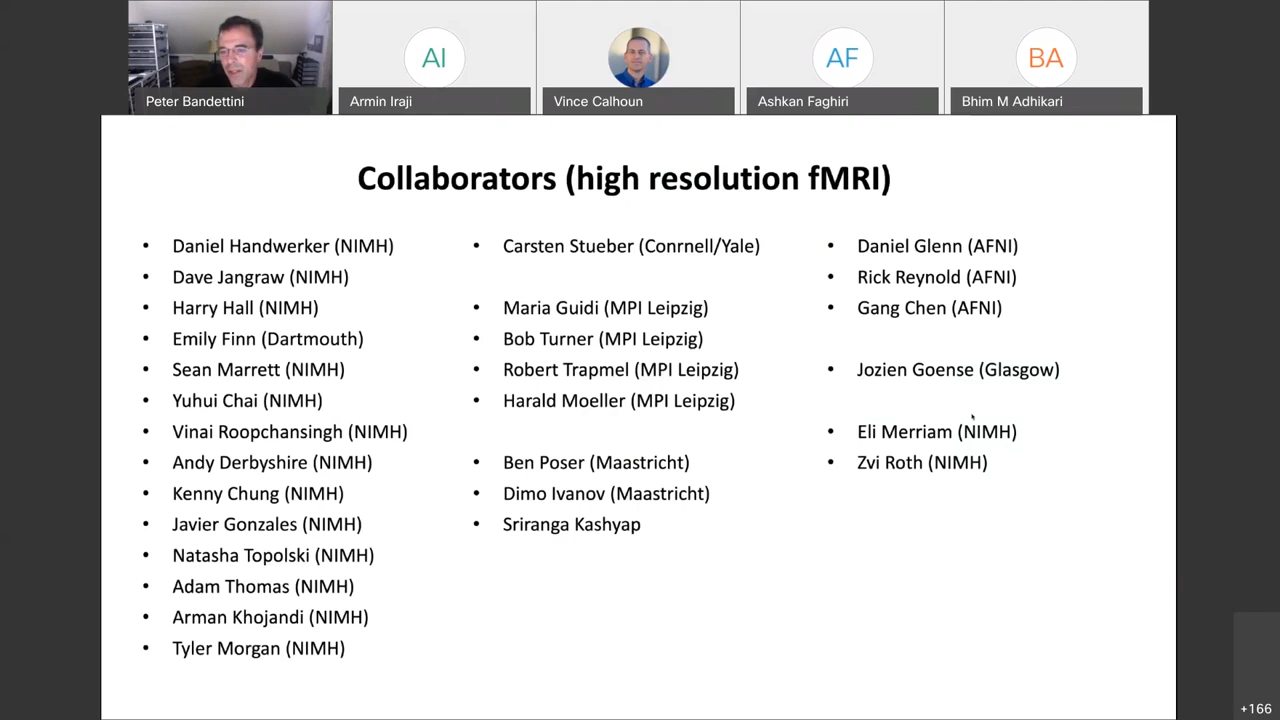 AI
AF
BA
Peter Bandettini
Armin Iraji
Vince Calhoun
Ashkan Faghiri
Bhim M Adhikari
Collaborators (high resolution fMRI)
• Daniel Handwerker (NIMH)
• Dave Jangraw (NIMH)
• Harry Hall (NIMH)
• Emily Finn (Dartmouth)
• Sean Marrett (NIMH)
• Yuhui Chai (NIMH)
• Vinai Roopchansingh (NIMH)
• Andy Derbyshire (NIMH)
• Kenny Chung (NIMH)
• Javier Gonzales (NIMH)
• Natasha Topolski (NIMH)
• Adam Thomas (NIMH)
• Arman Khojandi (NIMH)
• Tyler Morgan (NIMH)
• Carsten Stueber (Conrnell/Yale)
• Maria Guidi (MPI Leipzig)
• Bob Turner (MPI Leipzig)
• Robert Trapmel (MPI Leipzig)
• Harald Moeller (MPI Leipzig)
• Ben Poser (Maastricht)
• Dimo Ivanov (Maastricht)
• Sriranga Kashyap
• Daniel Glenn (AFNI)
• Rick Reynold (AFNI)
• Gang Chen (AFNI)
• Jozien Goense (Glasgow)
• Eli Merriam (NIMH)
• Zvi Roth (NIMH)
+166